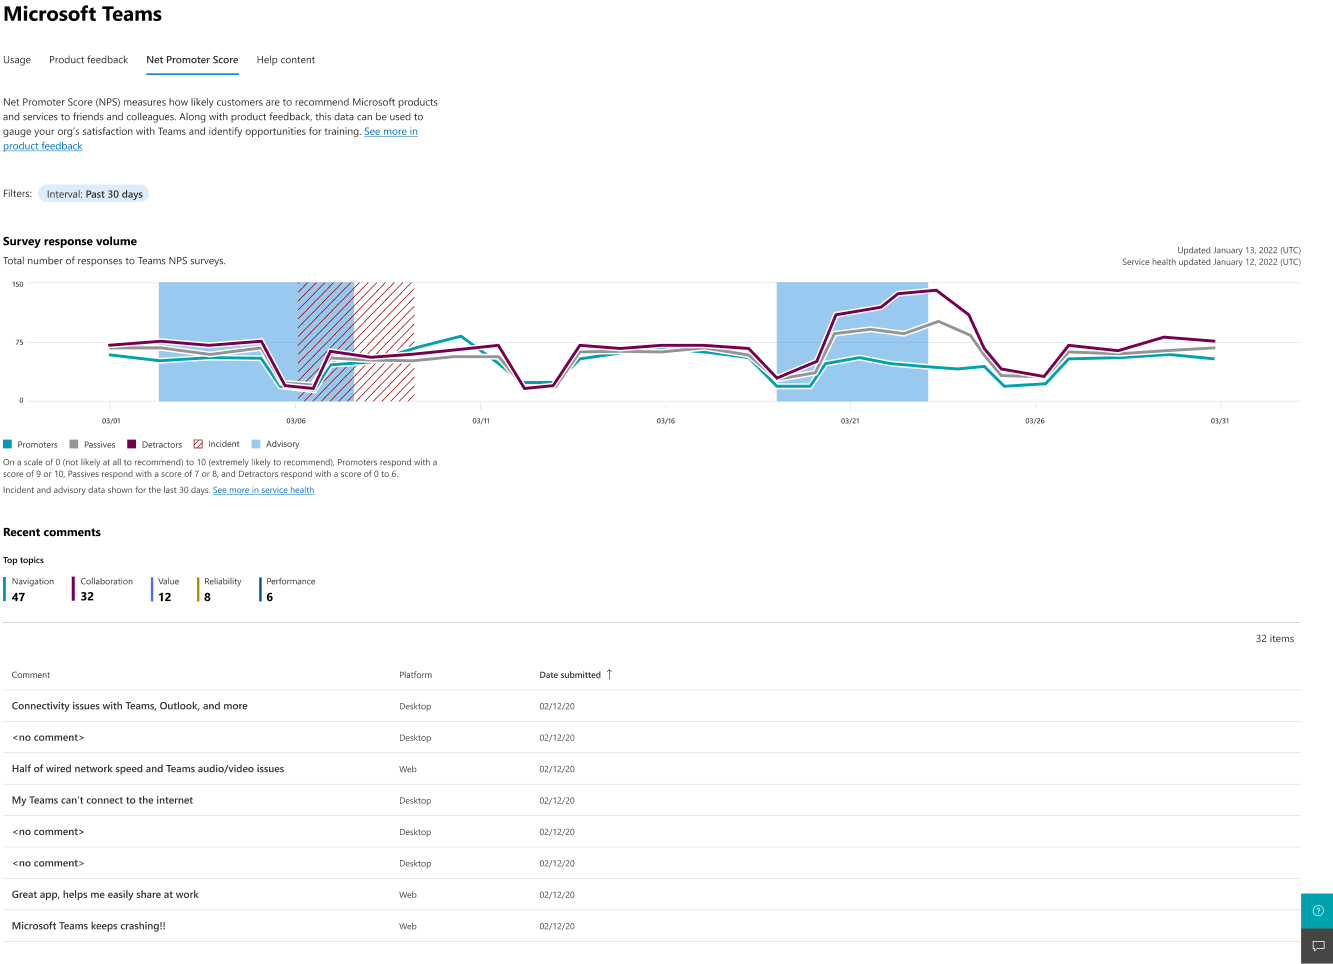 Microsoft Teams
Usage Product feedback Net Promoter Score Help content
Net Promoter Score (NPS) measures how likely customers are to recommend Microsoft products
and services to friends and colleagues. Along with product feedback, this data can be used to
gauge your org's satisfaction with Teams and identify opportunities for training. See more in
product feedback
Filters: Interval: Past 30 days
Survey response volume
Total number of responses to Teams NPS surveys.
Updated January 13, 2022 (UTC)
Service health updated January 12, 2022 (UTC)
150
75
0
03/01 03/06 03/11 03/16 03/21 03/26 03/31
Promoters Passives Detractors Incident Advisory
On a scale of 0 (not likely at all to recommend) to 10 (extremely likely to recommend), Promoters respond with a
score of 9 or 10, Passives respond with a score of 7 or 8, and Detractors respond with a score of 0 to 6.
Incident and advisory data shown for the last 30 days. See more in service health
Recent comments
Top topics
Navigation Collaboration Value Reliability Performance
47 32 12 8 6
32 items
Comment Platform Date submitted ↑
Connectivity issues with Teams, Outlook, and more Desktop 02/12/20
<no comment> Desktop 02/12/20
Half of wired network speed and Teams audio/video issues Web 02/12/20
My Teams can't connect to the internet Desktop 02/12/20
<no comment> Desktop 02/12/20
<no comment> Desktop 02/12/20
Great app, helps me easily share at work Web 02/12/20
Microsoft Teams keeps crashing!! Web 02/12/20